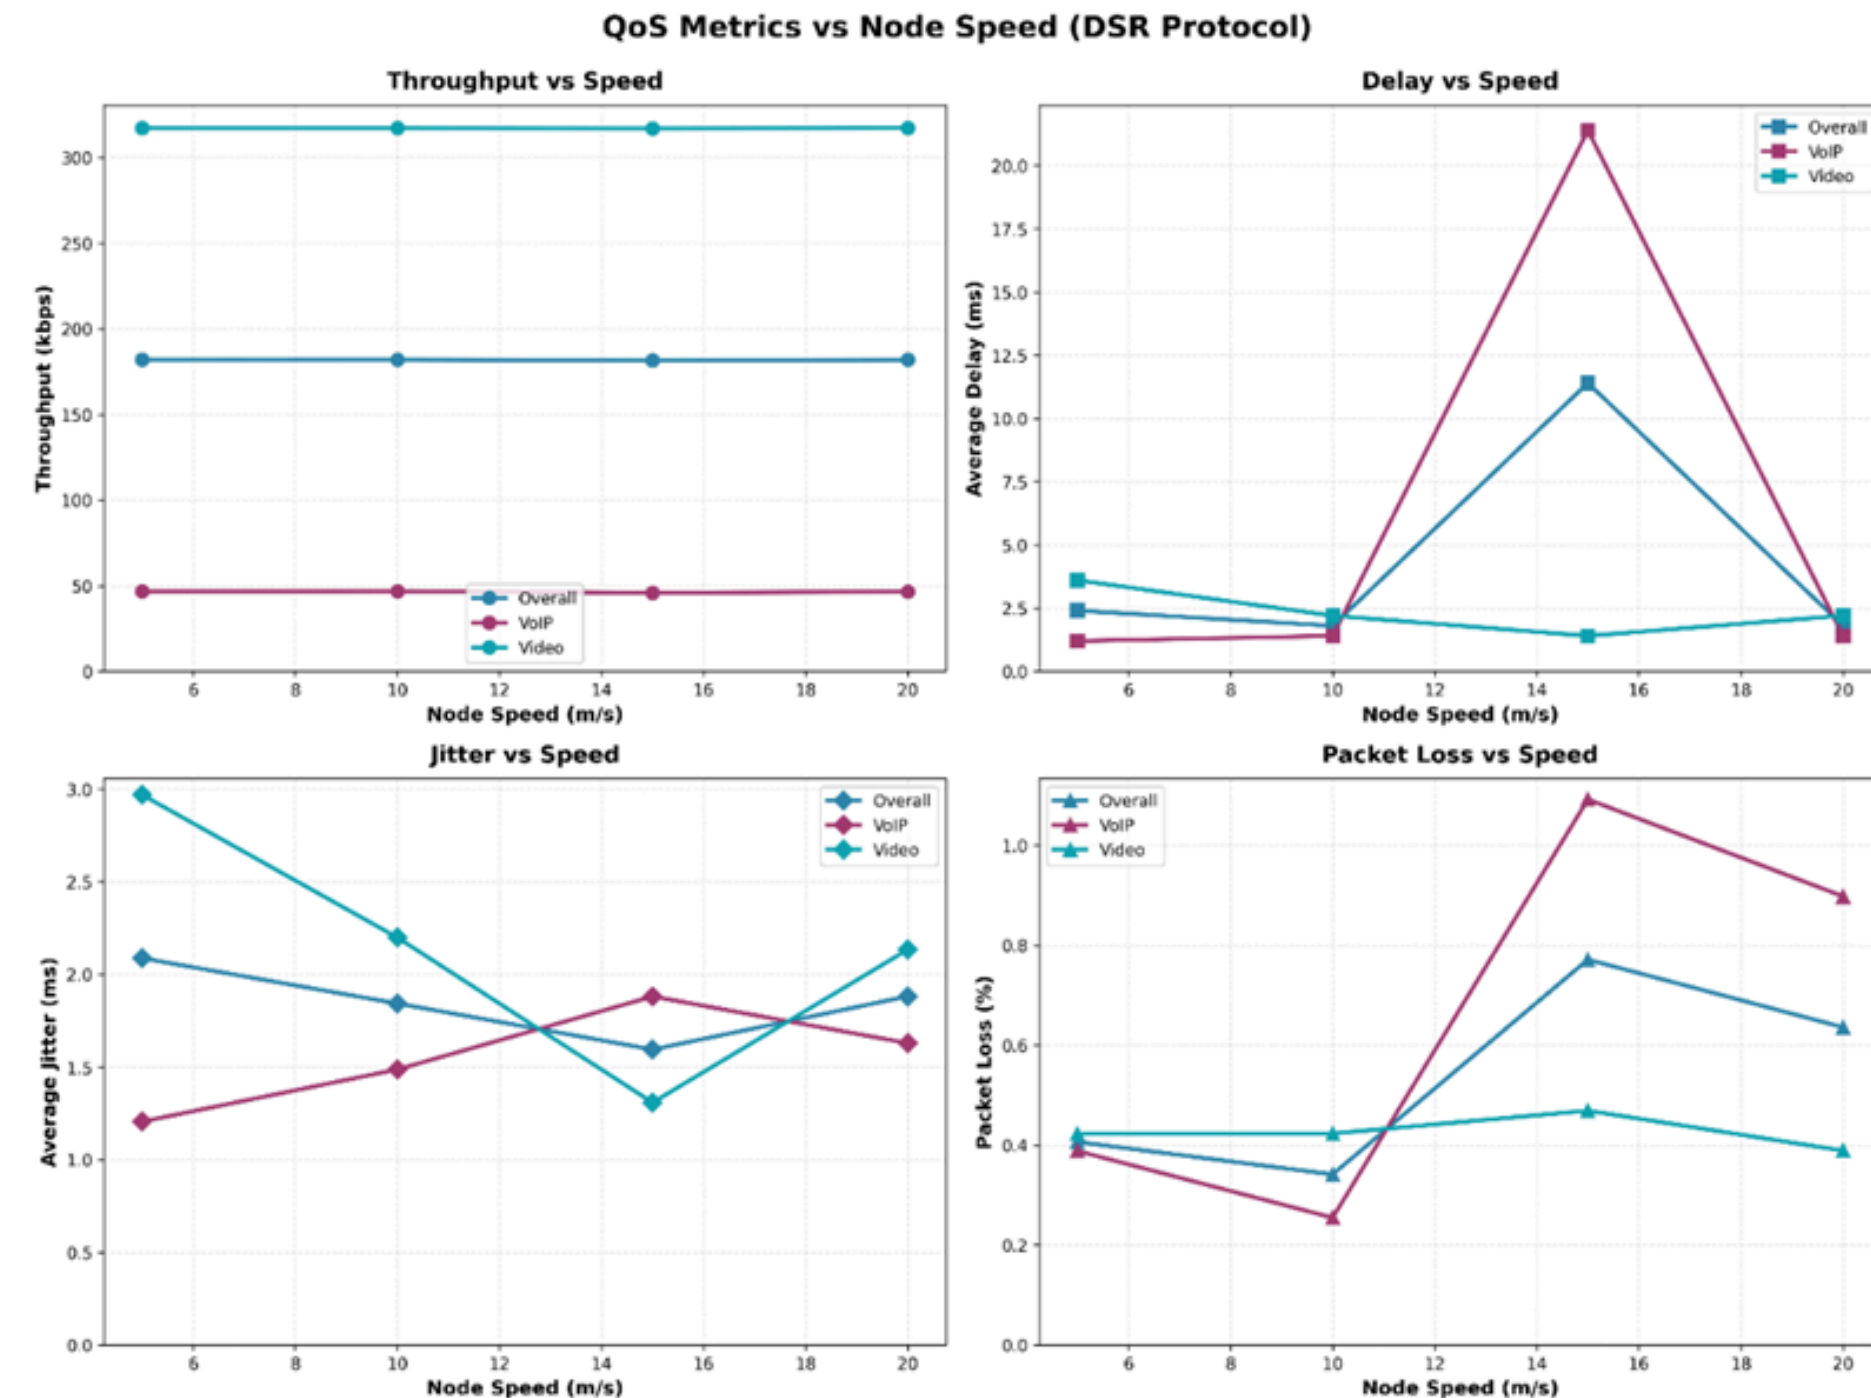 QoS Metrics vs Node Speed (DSR Protocol)
Throughput vs Speed
Throughput (kbps)
300
250
200
150
100
50
0
Overall
VoIP
Video
6 8 10 12 14 16 18 20
Node Speed (m/s)
Delay vs Speed
Average Delay (ms)
20.0
17.5
15.0
12.5
10.0
7.5
5.0
2.5
0.0
Overall
VoIP
Video
6 8 10 12 14 16 18 20
Node Speed (m/s)
Jitter vs Speed
Average Jitter (ms)
3.0
2.5
2.0
1.5
1.0
0.5
0.0
Overall
VoIP
Video
6 8 10 12 14 16 18 20
Node Speed (m/s)
Packet Loss vs Speed
Packet Loss (%)
1.0
0.8
0.6
0.4
0.2
0.0
Overall
VoIP
Video
6 8 10 12 14 16 18 20
Node Speed (m/s)